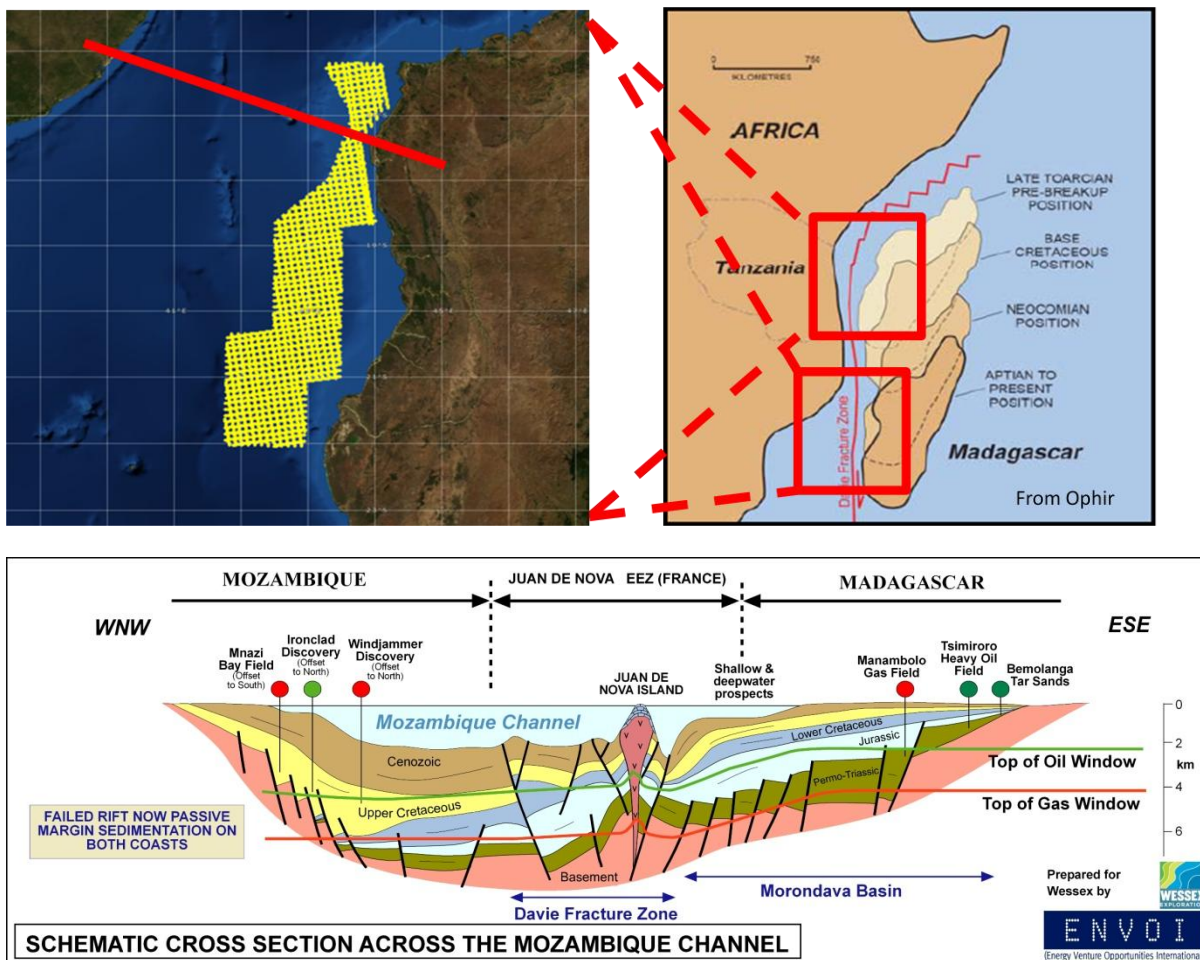 0
750
KILOMETRES
AFRICA
Tanzania
LATE TOARCIAN
PRE-BREAKUP
POSITION
BASE
CRETACEOUS
POSITION
NEOCOMIAN
POSITION
APTIAN TO
PRESENT
POSITION
Madagascar
Davie Fracture Zone
From Ophir
MOZAMBIQUE
JUAN DE NOVA EEZ (FRANCE)
MADAGASCAR
WNW
ESE
Mnazi
Bay Field
(Offset
to South)
Ironclad
Discovery
(Offset
to North)
Windjammer
Discovery
(Offset
to North)
JUAN DE
NOVA ISLAND
Shallow &
deepwater
prospects
Manambolo
Gas Field
Tsimiroro
Heavy Oil
Field
Bemolanga
Tar Sands
Mozambique Channel
Cenozoic
Upper Cretaceous
Lower Cretaceous
Jurassic
Permo-Triassic
Basement
Top of Oil Window
Top of Gas Window
0
2
km
4
6
FAILED RIFT NOW PASSIVE
MARGIN SEDIMENTATION ON
BOTH COASTS
Davie Fracture Zone
Morondava Basin
Prepared for
Wessex by
WESSEX
EXPLORATION
ENVOI
(Energy Venture Opportunities International
SCHEMATIC CROSS SECTION ACROSS THE MOZAMBIQUE CHANNEL